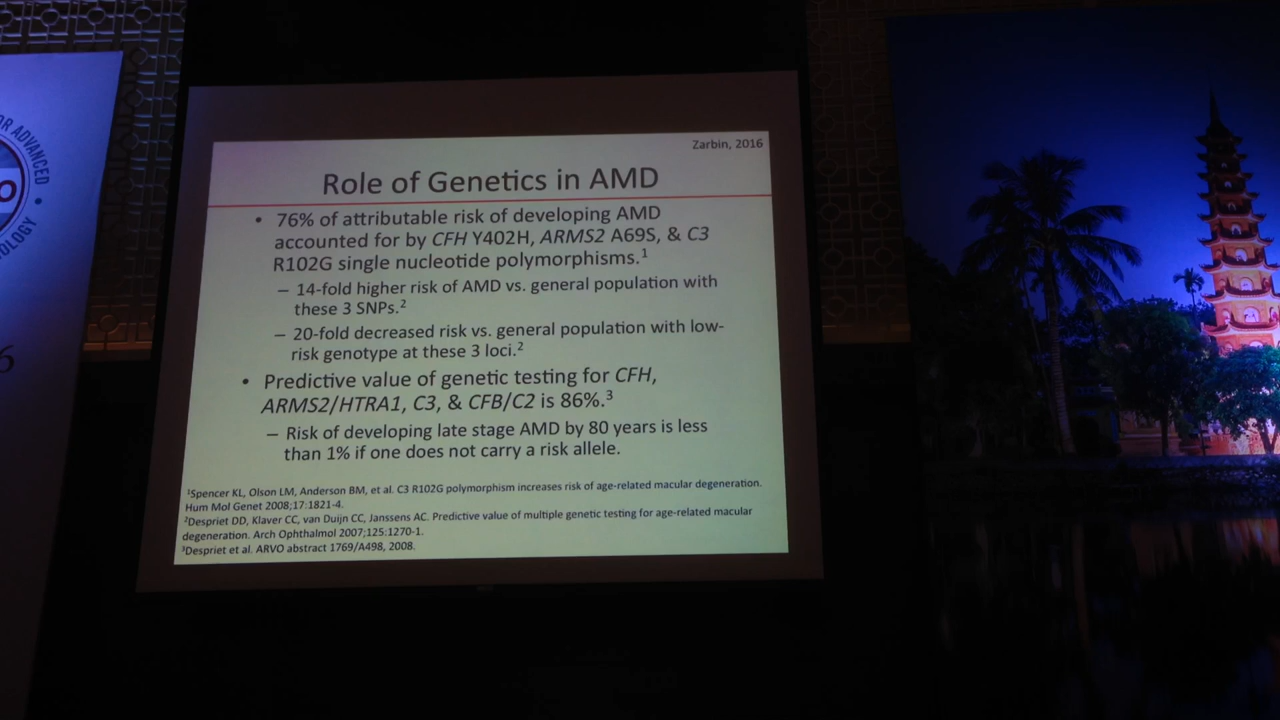 OR ADVANCED
O
OLOGY •
6
Zarbin, 2016
Role of Genetics in AMD
• 76% of attributable risk of developing AMD
accounted for by CFH Y402H, ARMS2 A69S, & C3
R102G single nucleotide polymorphisms.1
– 14-fold higher risk of AMD vs. general population with
these 3 SNPs.2
– 20-fold decreased risk vs. general population with low-
risk genotype at these 3 loci.2
• Predictive value of genetic testing for CFH,
ARMS2/HTRA1, C3, & CFB/C2 is 86%.3
– Risk of developing late stage AMD by 80 years is less
than 1% if one does not carry a risk allele.
1Spencer KL, Olson LM, Anderson BM, et al. C3 R102G polymorphism increases risk of age-related macular degeneration.
Hum Mol Genet 2008;17:1821-4.
2Despriet DD, Klaver CC, van Duijn CC, Janssens AC. Predictive value of multiple genetic testing for age-related macular
degeneration. Arch Ophthalmol 2007;125:1270-1.
3Despriet et al. ARVO abstract 1769/A498, 2008.